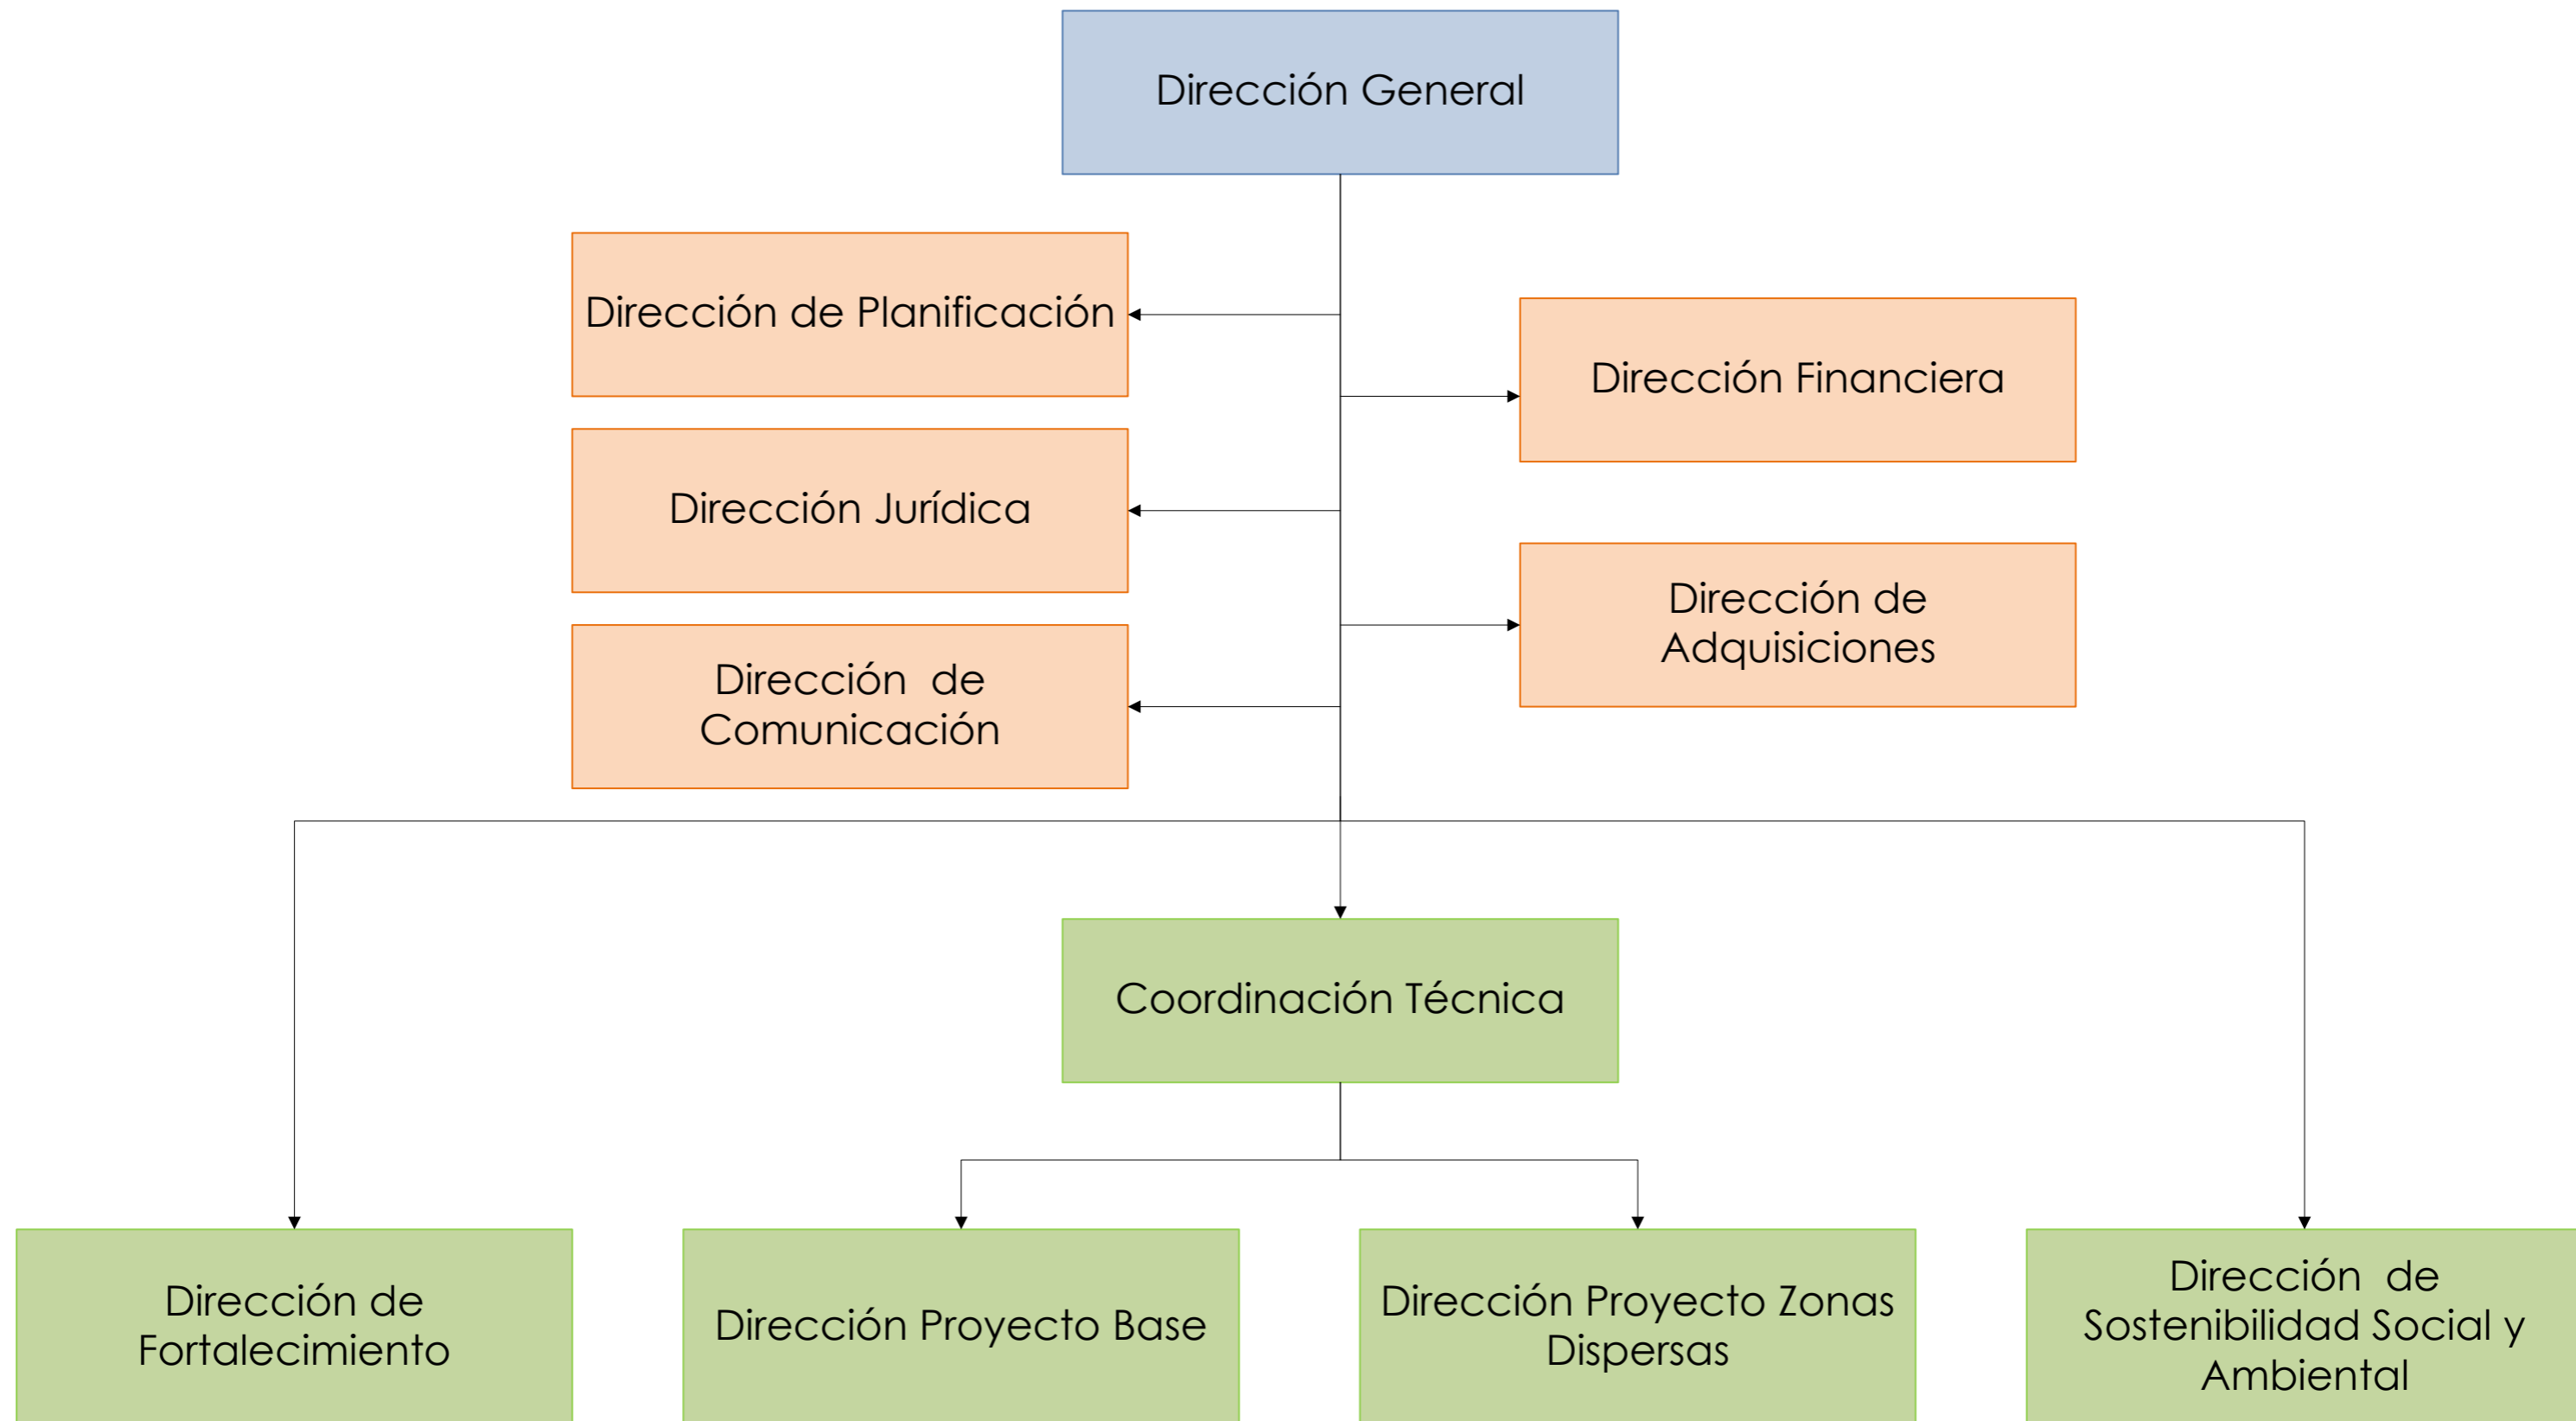 Dirección General
Dirección de Planificación
Dirección Financiera
Dirección Jurídica
Dirección de
Adquisiciones
Dirección  de
Comunicación
Coordinación Técnica
Dirección de
Fortalecimiento
Dirección Proyecto Base
Dirección Proyecto Zonas
Dispersas
Dirección  de
Sostenibilidad Social y
Ambiental